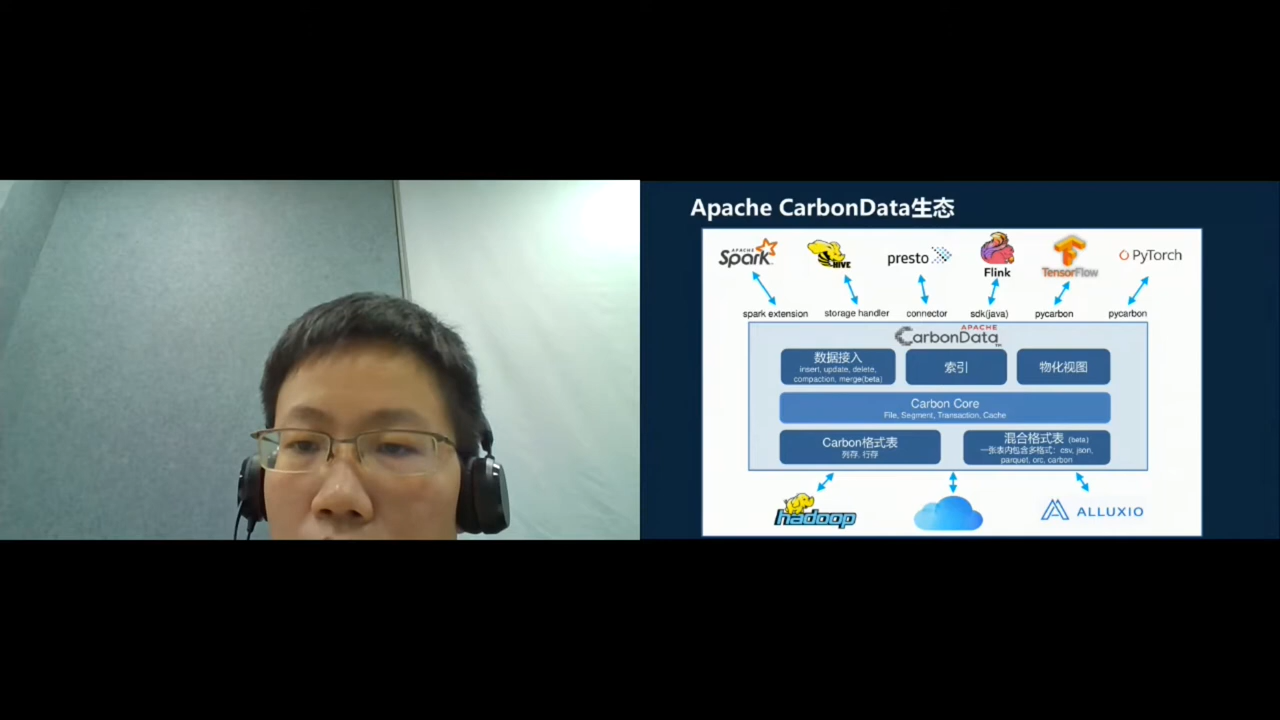 Apache CarbonData生态
APACHE
Spark
HIVE
presto
Flink
TensorFlow
PyTorch
spark extension
storage handler
connector
sdk(java)
pycarbon
pycarbon
APACHE
CarbonData
数据接入
insert, update, delete,
compaction, merge(beta)
索引
物化视图
Carbon Core
File, Segment, Transaction, Cache
Carbon格式表
列存, 行存
混合格式表 (beta)
一张表内包含多格式：csv, json,
parquet, orc, carbon
hadoop
ALLUXIO